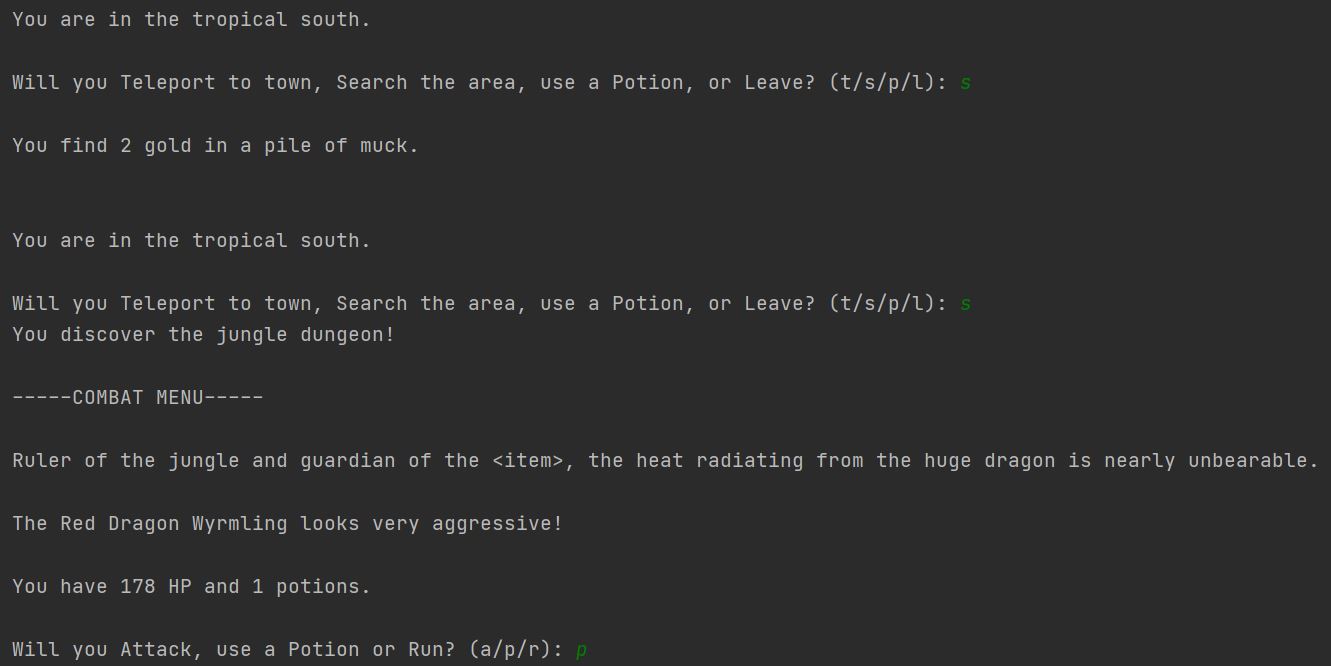 You are in the tropical south.
Will you Teleport to town, Search the area, use a Potion, or Leave? (t/s/p/l): s
You find 2 gold in a pile of muck.
You are in the tropical south.
Will you Teleport to town, Search the area, use a Potion, or Leave? (t/s/p/l): s
You discover the jungle dungeon!
-----COMBAT MENU-----
Ruler of the jungle and guardian of the <item>, the heat radiating from the huge dragon is nearly unbearable.
The Red Dragon Wyrmling looks very aggressive!
You have 178 HP and 1 potions.
Will you Attack, use a Potion or Run? (a/p/r): p